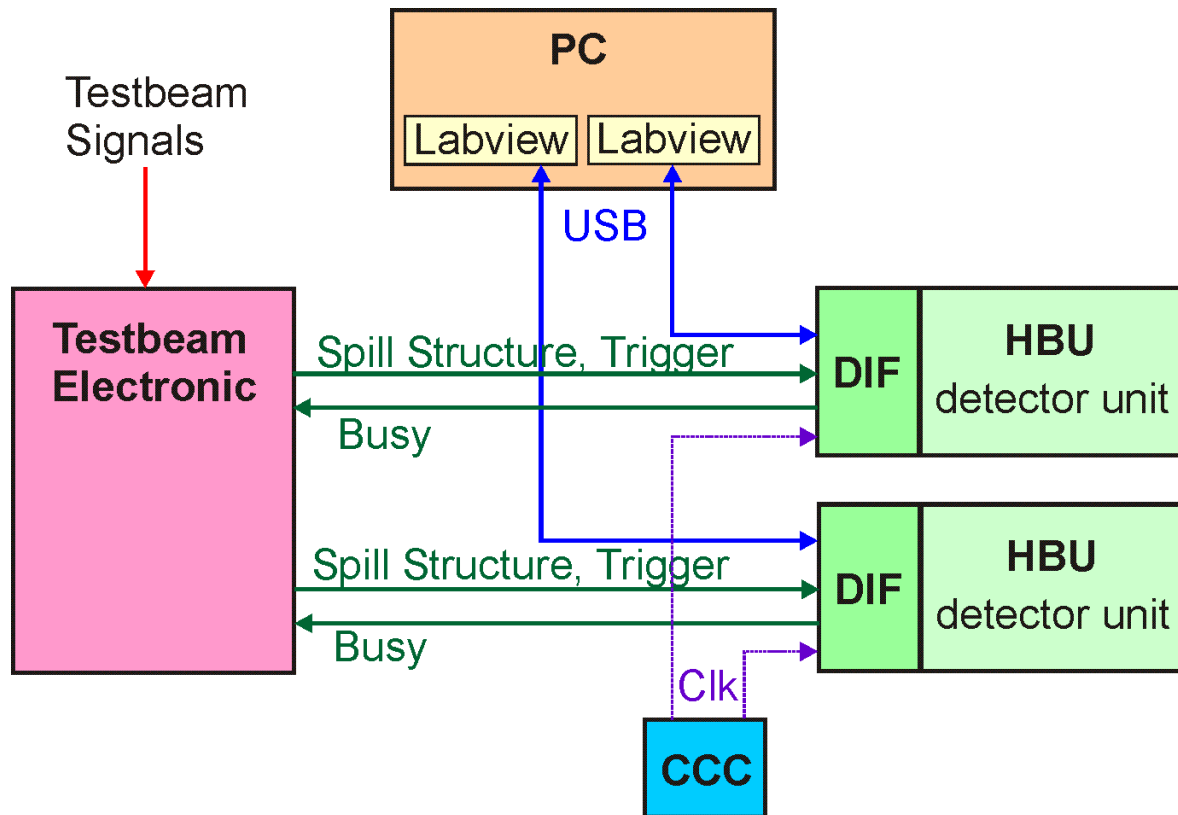 PC
Testbeam
Signals
Labview
Labview
USB
Testbeam
Electronic
Spill Structure, Trigger
Busy
DIF
HBU
detector unit
Spill Structure, Trigger
Busy
DIF
HBU
detector unit
Clk
CCC